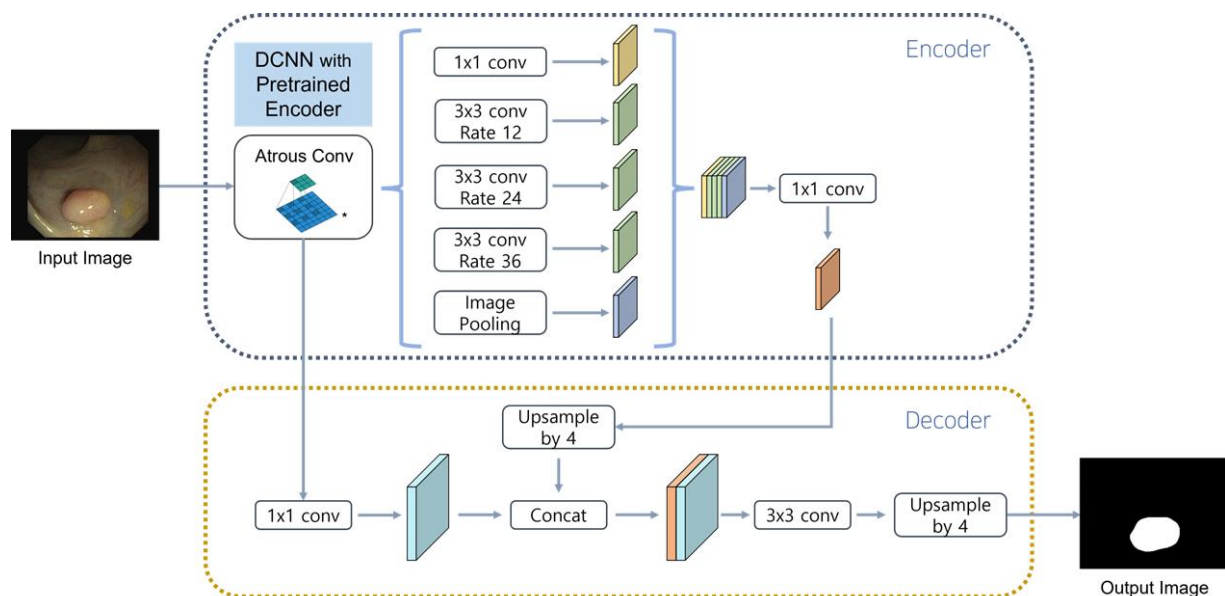 Encoder
DCNN with
Pretrained
Encoder
Atrous Conv
*
Input Image
1x1 conv
3x3 conv
Rate 12
3x3 conv
Rate 24
3x3 conv
Rate 36
Image
Pooling
1x1 conv
Decoder
Upsample
by 4
1x1 conv
Concat
3x3 conv
Upsample
by 4
Output Image